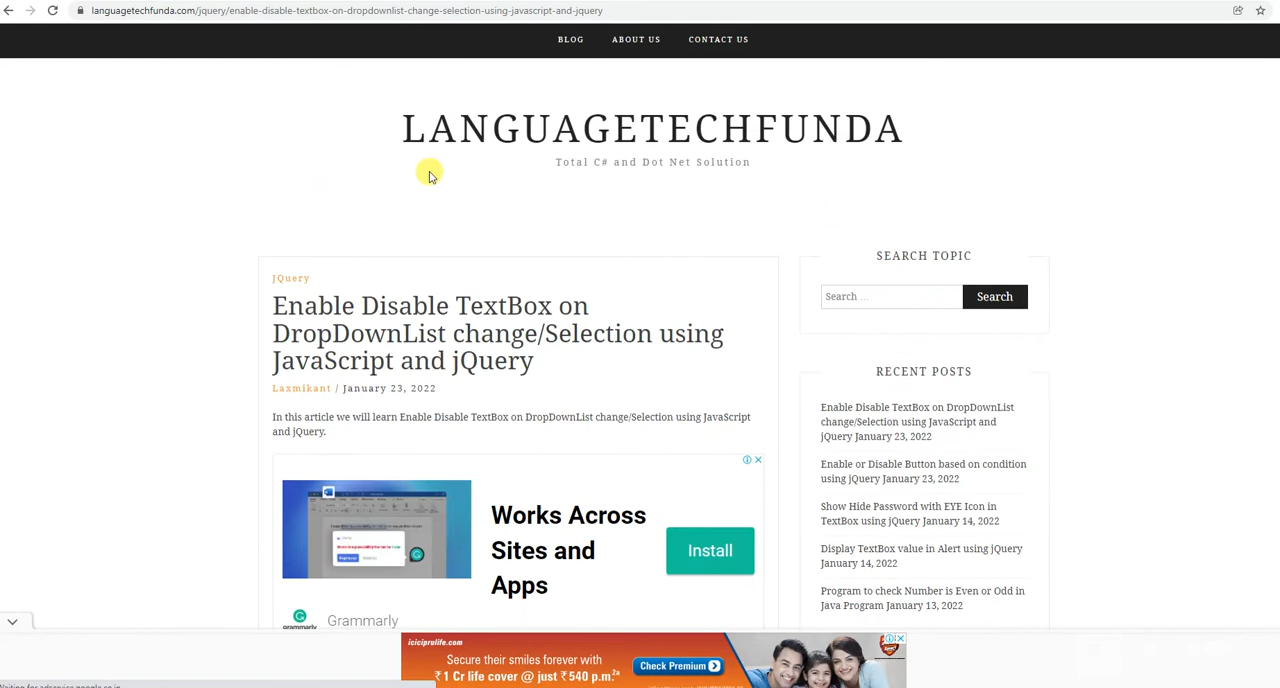 languagetechfunda.com/jquery/enable-disable-textbox-on-dropdownlist-change-selection-using-javascript-and-jquery
BLOG ABOUT US CONTACT US
LANGUAGETECHFUNDA
Total C# and Dot Net Solution
JQuery
Enable Disable TextBox on
DropDownList change/Selection using
JavaScript and jQuery
Laxmikant / January 23, 2022
In this article we will learn Enable Disable TextBox on DropDownList change/Selection using JavaScript
and jQuery.
Works Across
Sites and
Apps
Install
grammarly
Grammarly
SEARCH TOPIC
Search ...
Search
RECENT POSTS
Enable Disable TextBox on DropDownList
change/Selection using JavaScript and
jQuery January 23, 2022
Enable or Disable Button based on condition
using jQuery January 23, 2022
Show Hide Password with EYE Icon in
TextBox using jQuery January 14, 2022
Display TextBox value in Alert using jQuery
January 14, 2022
Program to check Number is Even or Odd in
Java Program January 13, 2022
iciciprulife.com
Secure their smiles forward with
₹1 Cr life cover @ just ₹540 p.m.
Check Premium